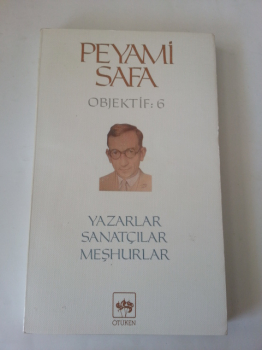 PEYAMİ
SAFA
OBJEKTİF: 6
YAZARLAR
SANATÇILAR
MEŞHURLAR
ÖTÜKEN